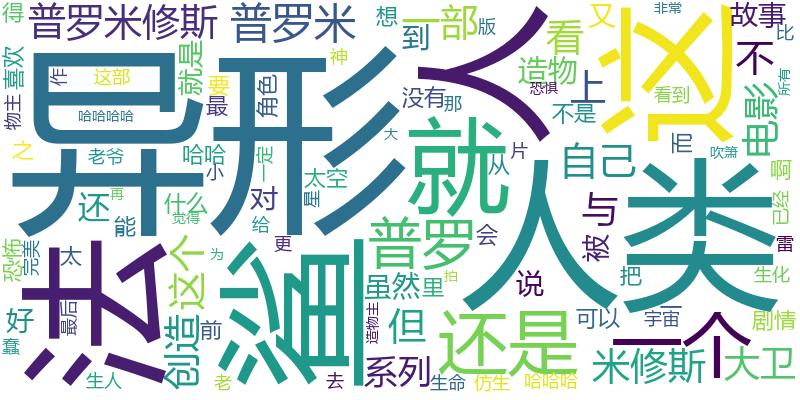 得 普罗米修斯 普罗米 想 一部 版 又 非常 故事
喜欢 就是 神 到 人 看 这 不 比
异形 作 这部 要 角色 没有 那 造物 恐惧 上 看到 电影 所有
物主 哈哈哈哈 最 大 就 不是 而 吹箫
之 老爷 哈哈 小 一定 从 片 自己
还 再 能 什么 觉得 对 星 太空 给 人类 与 被 啊 已经
恐怖 完美 太 法 这个 为 更 鲨 普罗 会 说 把 雷 生化
虽然 里 拍
好 最后 创造 前 造物主 但 还是 可以 宇宙 一个 剧情
蠢 生人 老 去 系列 生命 仿生 哈哈哈 米修斯 大卫